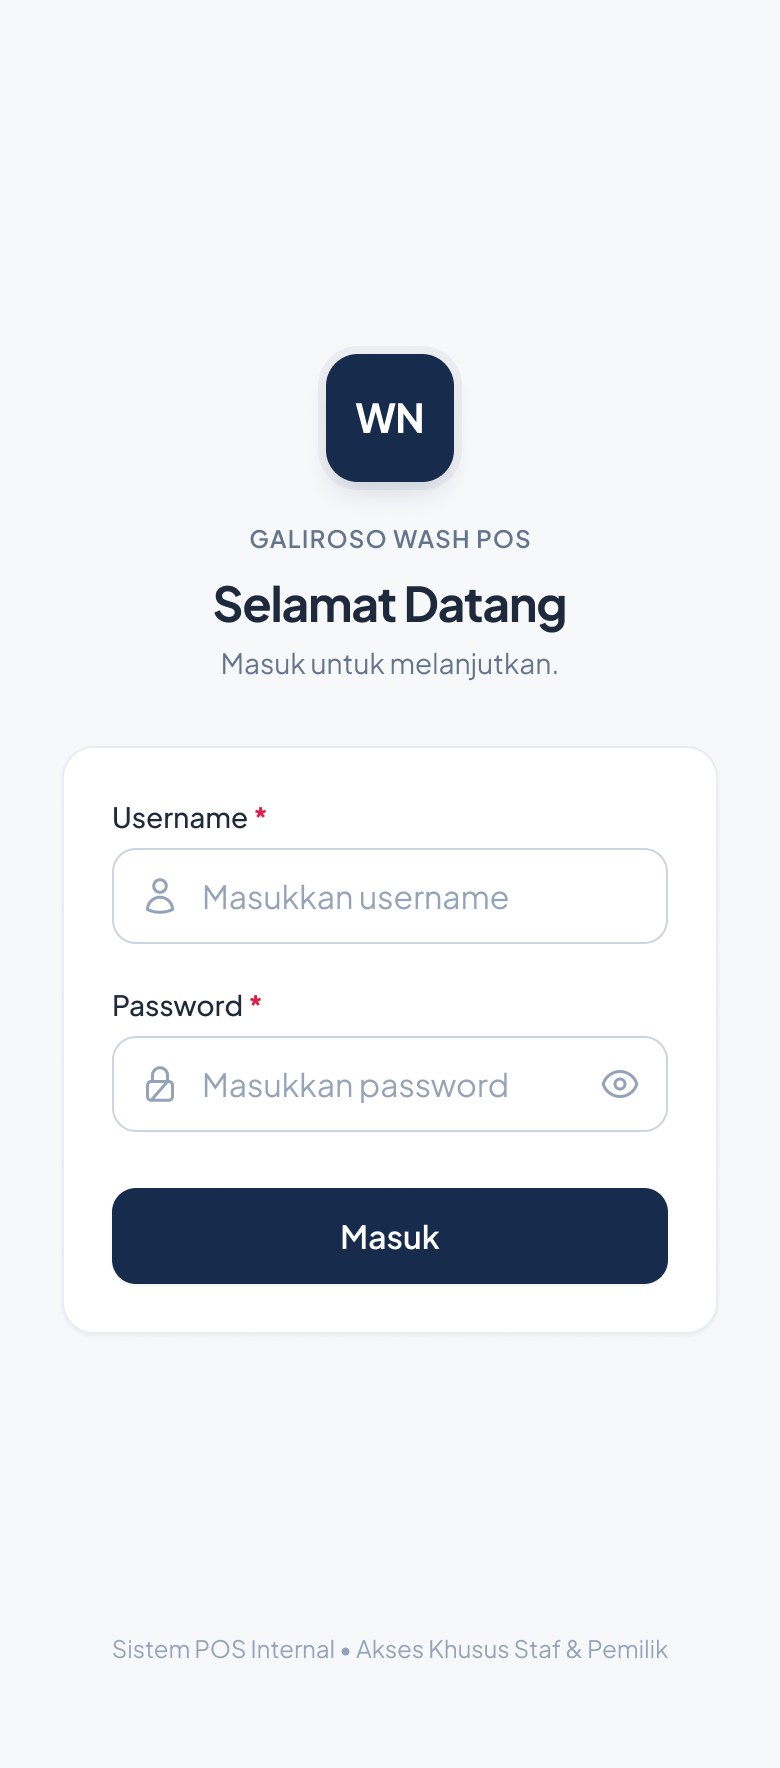 WN
GALIROSO WASH POS
Selamat Datang
Masuk untuk melanjutkan.
Username *
Masukkan username
Password *
Masukkan password
Masuk
Sistem POS Internal • Akses Khusus Staf & Pemilik